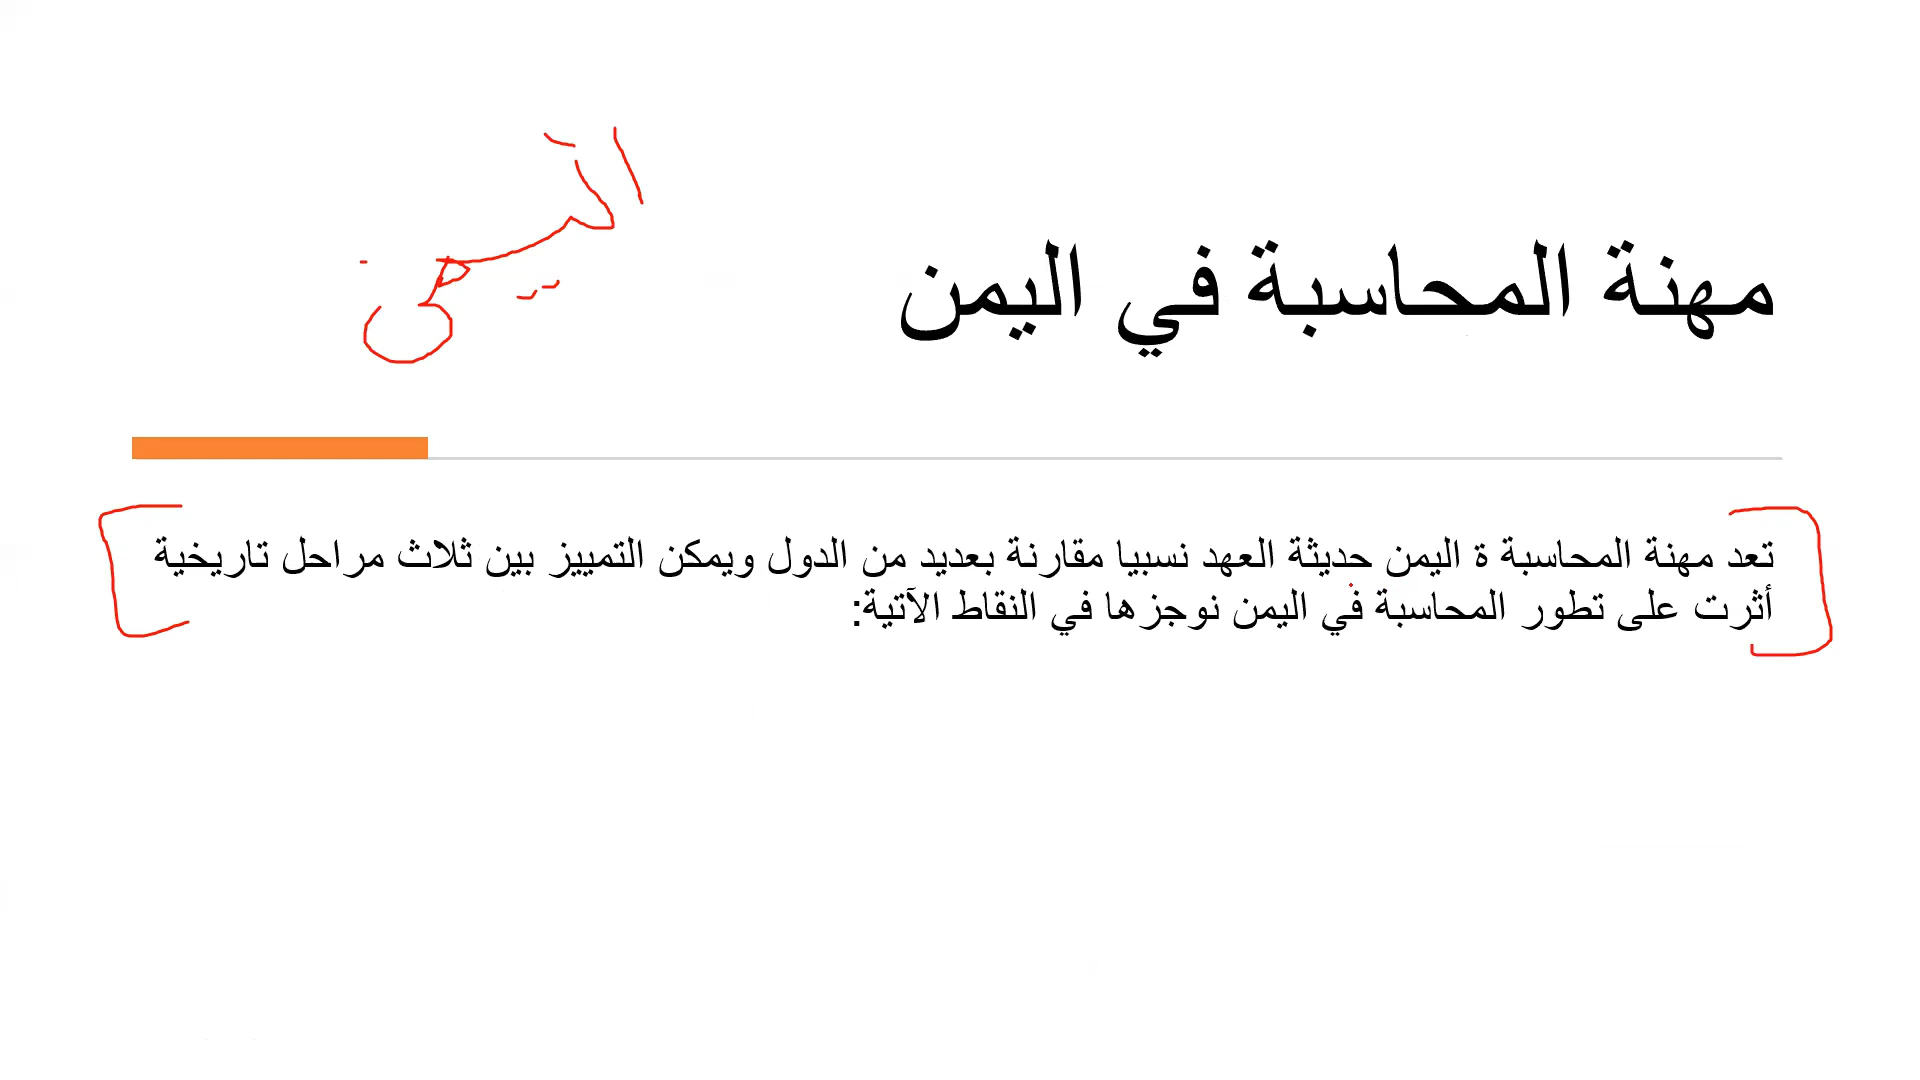 مهنة المحاسبة في اليمن
اليمن
تعد مهنة المحاسبة ة اليمن حديثة العهد نسبيا مقارنة بعديد من الدول ويمكن التمييز بين ثلاث مراحل تاريخية
أثرت على تطور المحاسبة في اليمن نوجزها في النقاط الآتية: